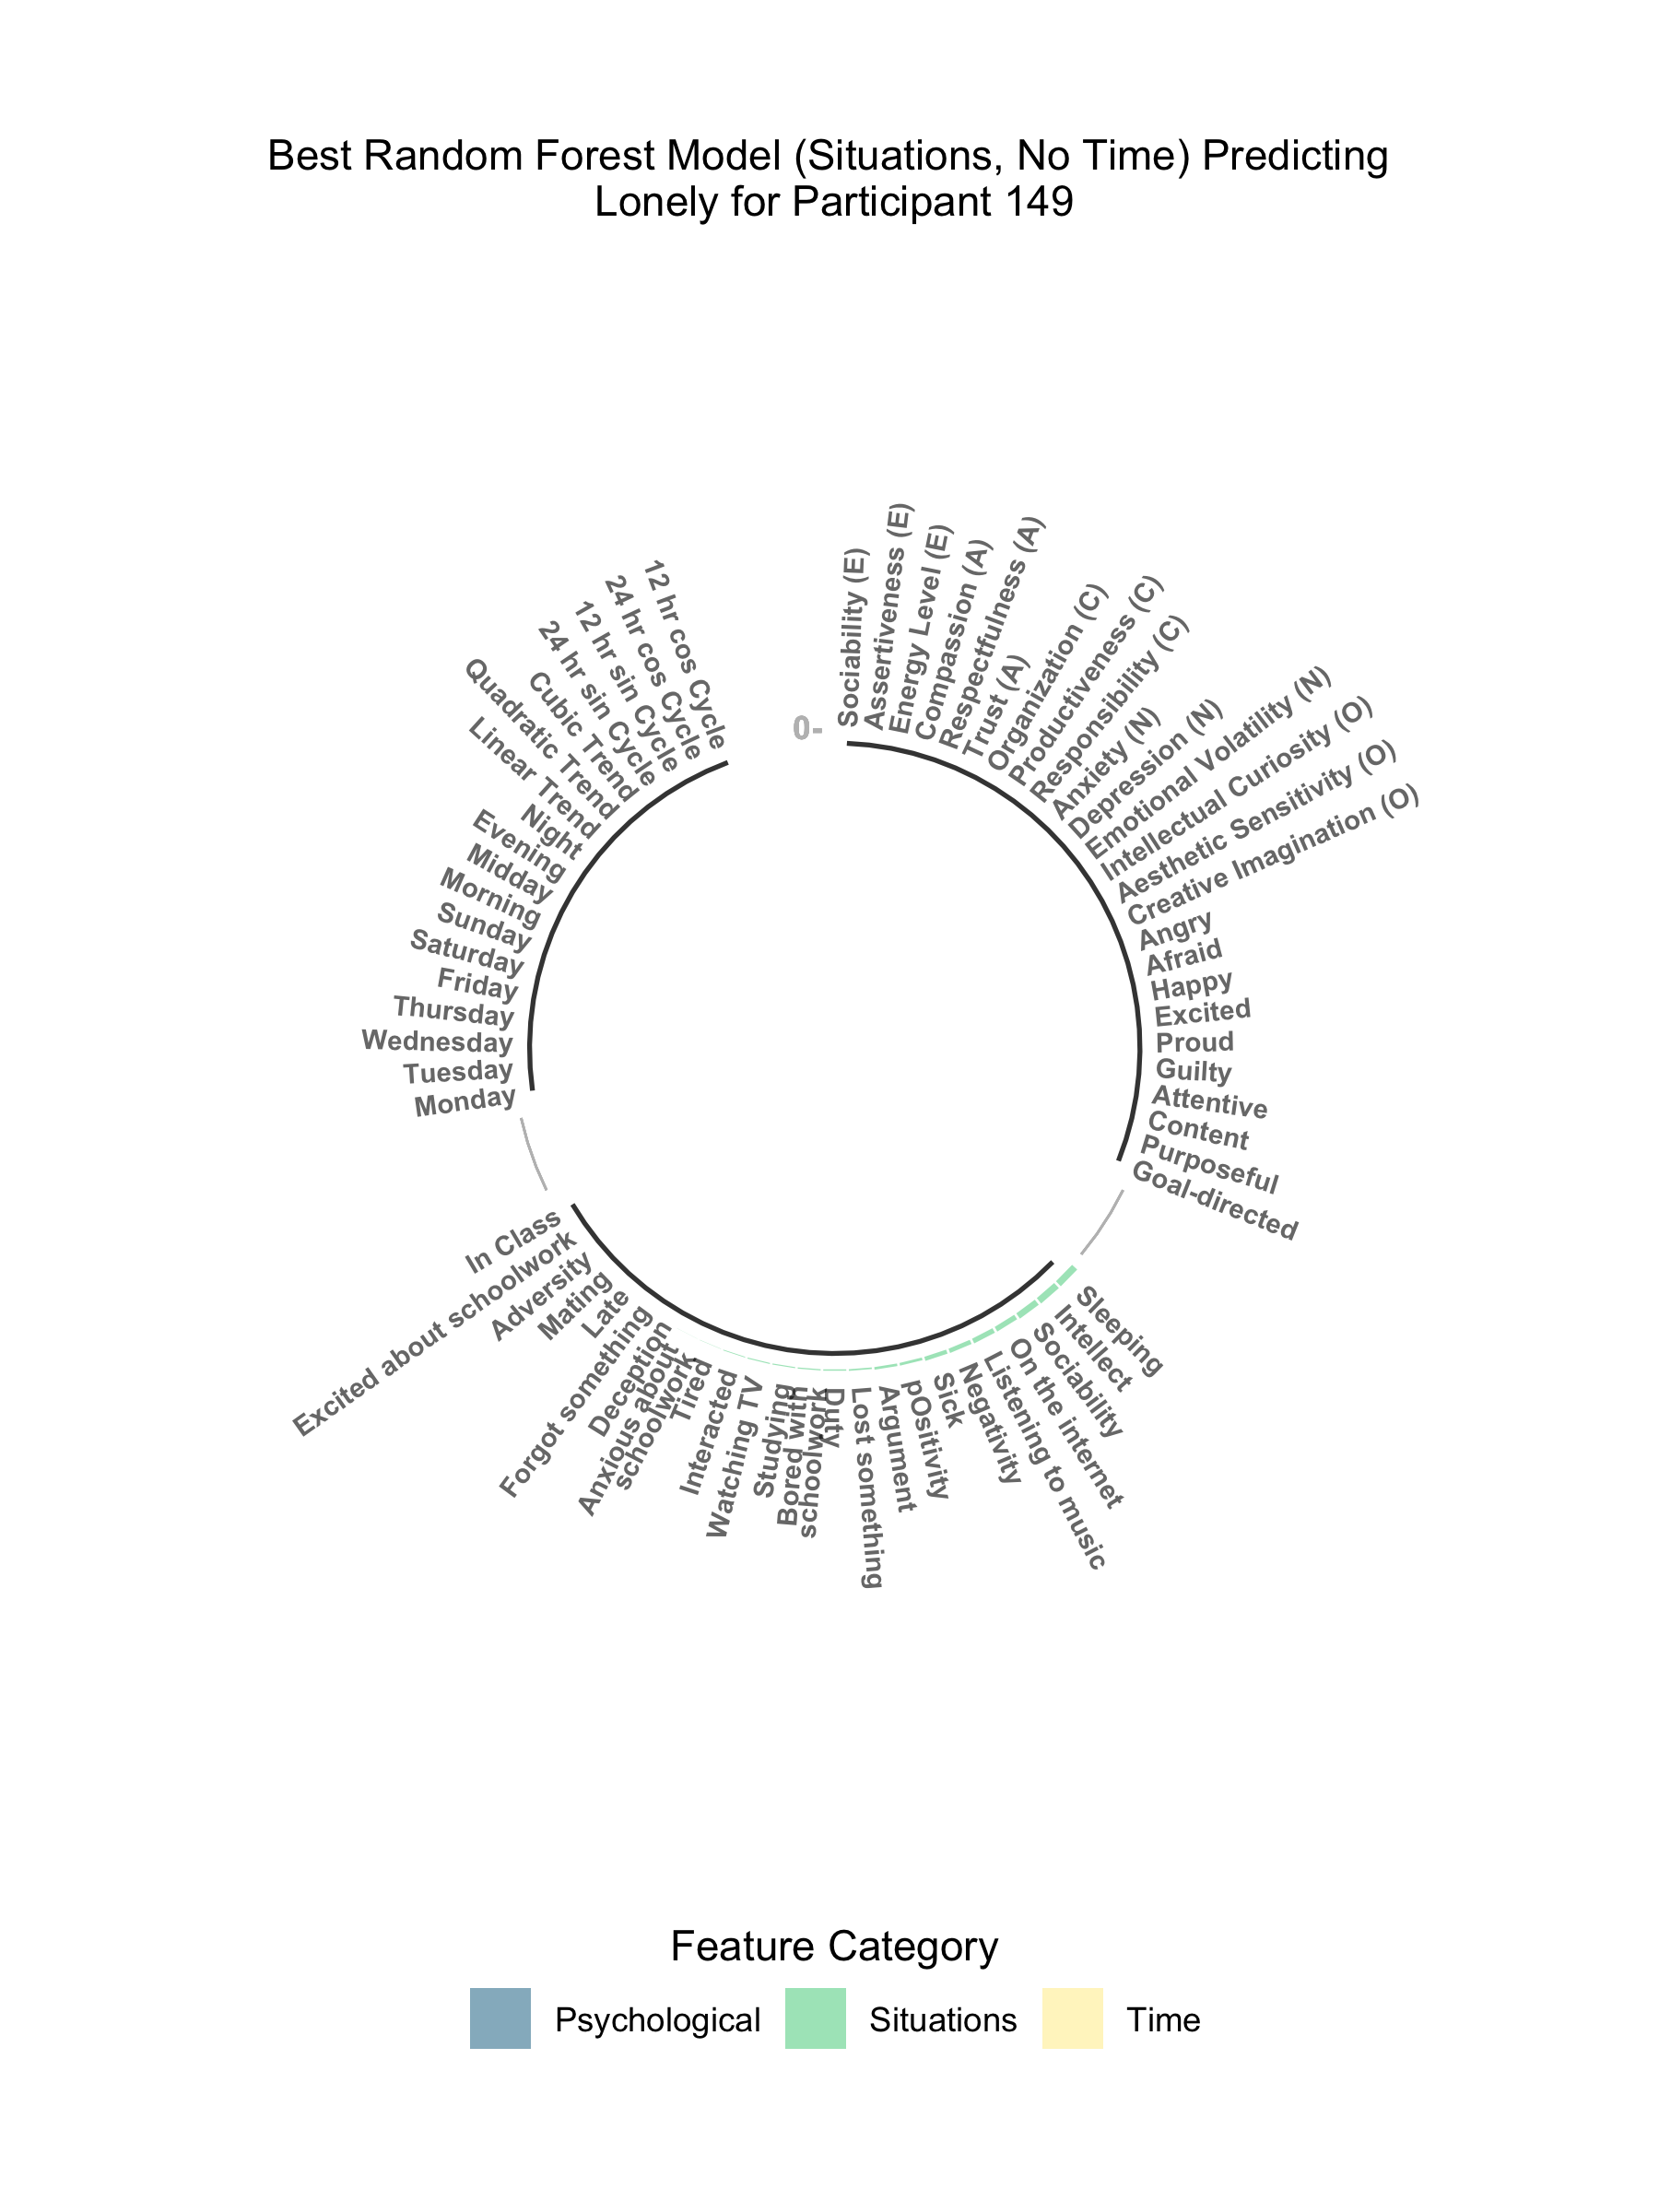 Best Random Forest Model (Situations, No Time) Predicting
Lonely for Participant 149
0-
Sociability (E)
Assertiveness (E)
Energy Level (E)
Compassion (A)
Respectfulness (A)
Trust (A)
Organization (C)
Productiveness (C)
Responsibility (C)
Anxiety (N)
Depression (N)
Emotional Volatility (N)
Intellectual Curiosity (O)
Aesthetic Sensitivity (O)
Creative Imagination (O)
Angry
Afraid
Happy
Excited
Proud
Guilty
Attentive
Content
Purposeful
Goal-directed
Sleeping
Intellect
Sociability
On the internet
Listening to music
Negativity
Sick
pOsitivity
Argument
Lost something
Duty
Bored with
schoolwork
Studying
Watching TV
Interacted
Tired
Anxious about
schoolwork
Deception
Forgot something
Late
Mating
Adversity
Excited about schoolwork
In Class
Monday
Tuesday
Wednesday
Thursday
Friday
Saturday
Sunday
Morning
Midday
Evening
Night
Linear Trend
Quadratic Trend
Cubic Trend
24 hr sin Cycle
12 hr sin Cycle
24 hr cos Cycle
12 hr cos Cycle
Feature Category
Psychological
Situations
Time